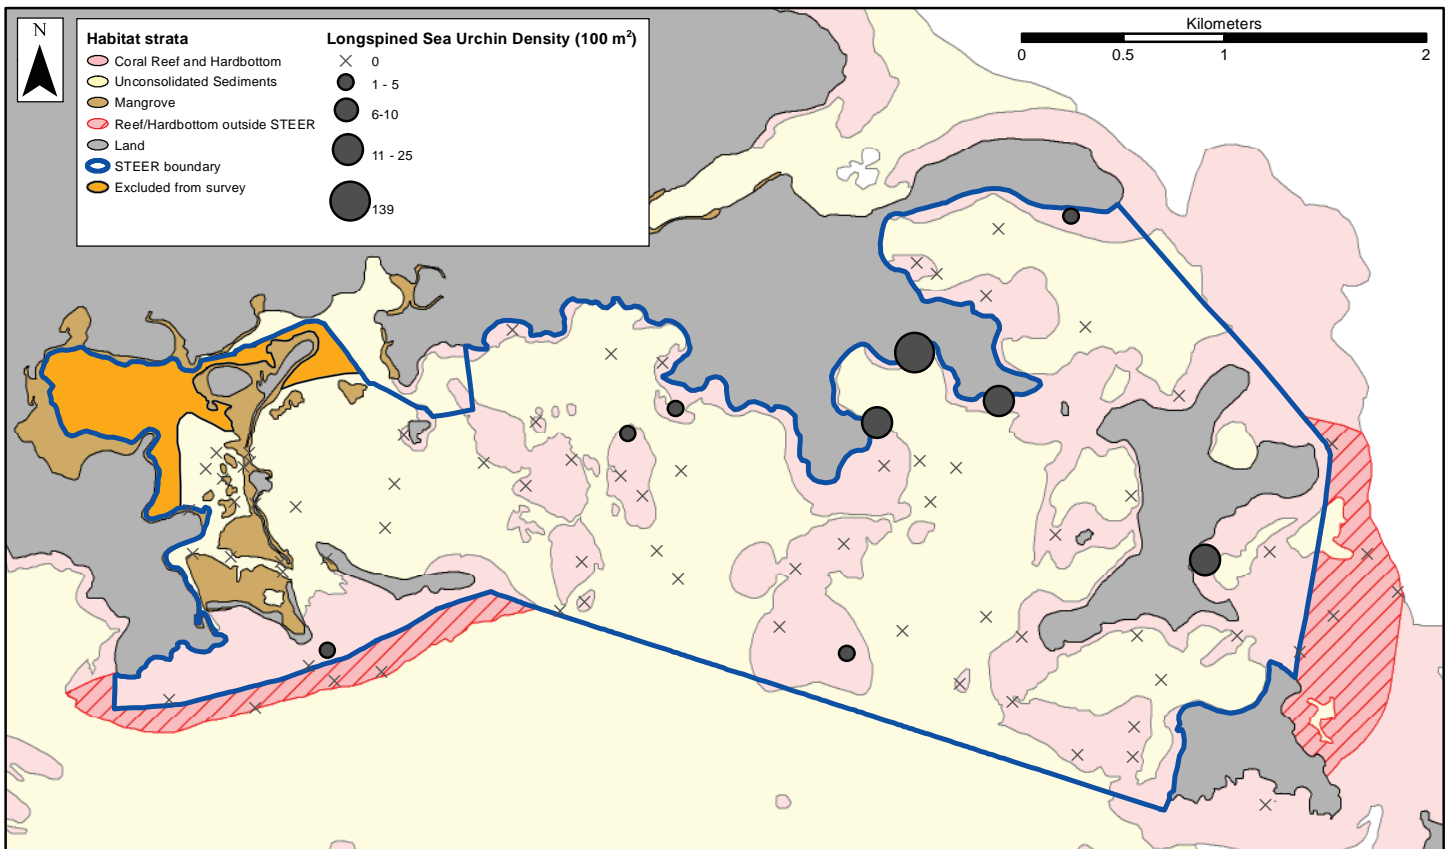 N
Habitat strata
Coral Reef and Hardbottom
Unconsolidated Sediments
Mangrove
Reef/Hardbottom outside STEER
Land
STEER boundary
Excluded from survey
Longspined Sea Urchin Density (100 m²)
0
1 - 5
6-10
11 - 25
139
Kilometers
0 0.5 1 2